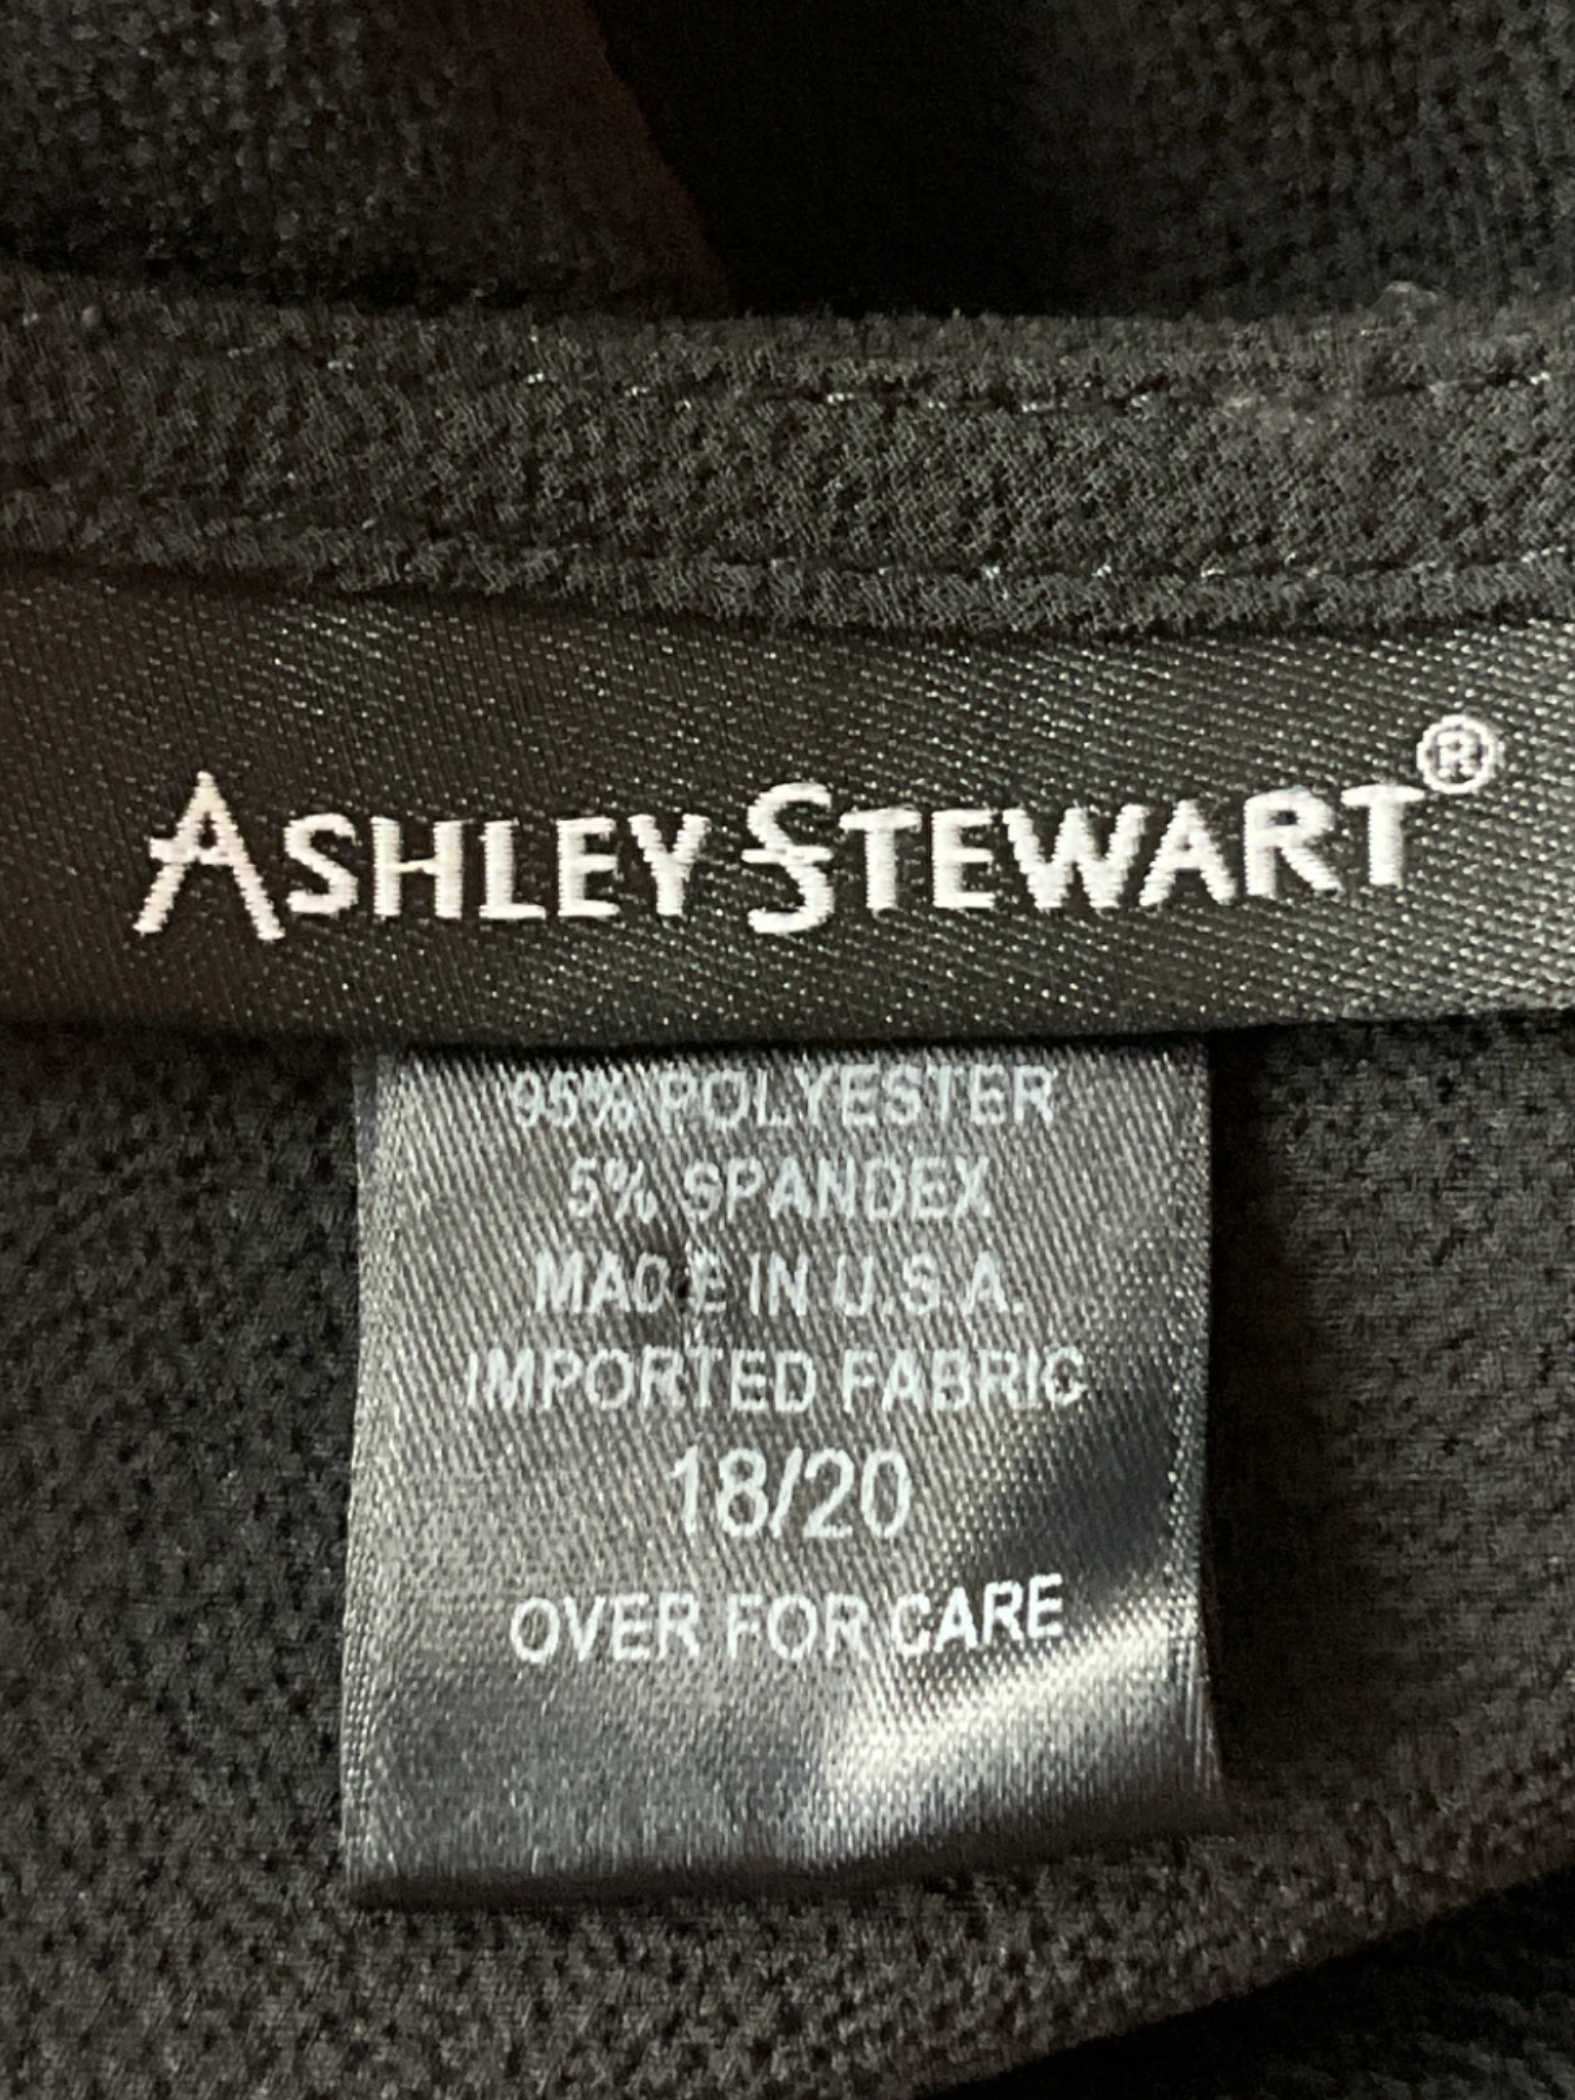 ASHLEY STEWART®
95% POLYESTER
5% SPANDEX
MADE IN U.S.A.
IMPORTED FABRIC
18/20
OVER FOR CARE